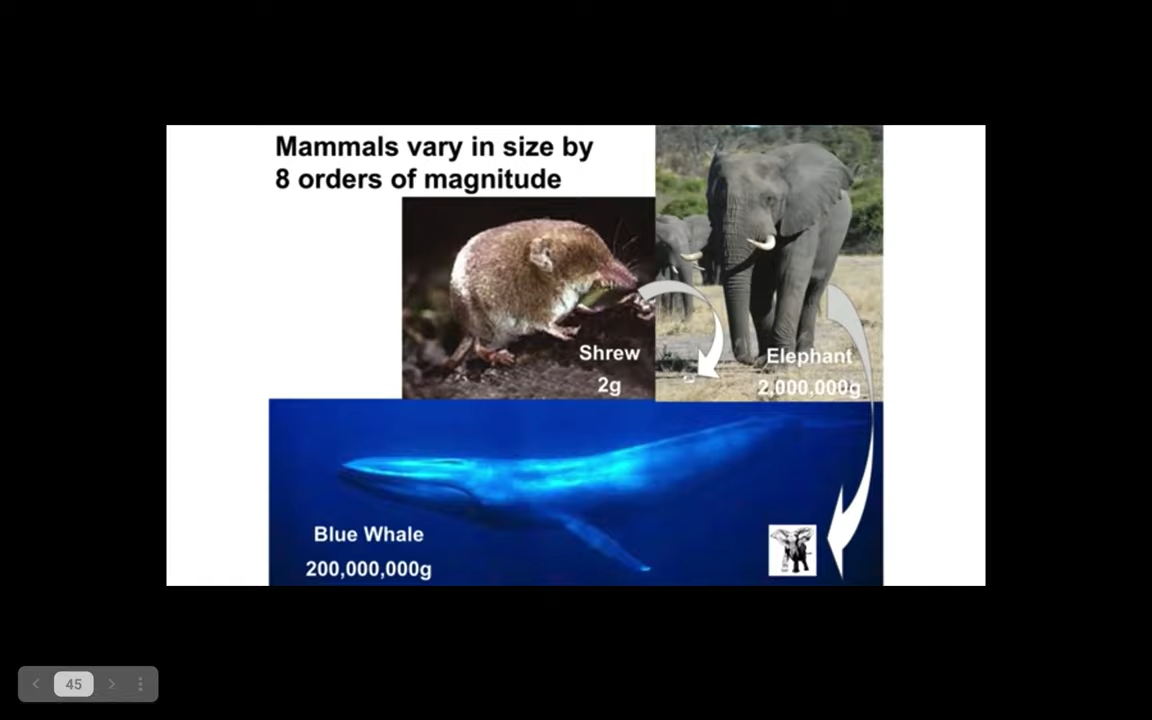 Mammals vary in size by
8 orders of magnitude
Shrew
2g
Elephant
2,000,000g
Blue Whale
200,000,000g
45